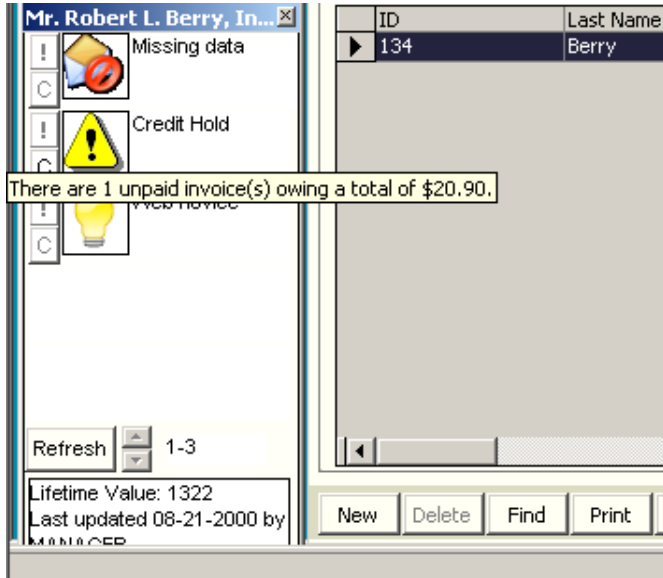 Mr. Robert L. Berry, In...
!
Missing data
C
!
Credit Hold
C
There are 1 unpaid invoice(s) owing a total of $20.90.
!
C
Refresh
1-3
Lifetime Value: 1322
Last updated 08-21-2000 by
MANAGER
ID Last Name
134 Berry
New Delete Find Print